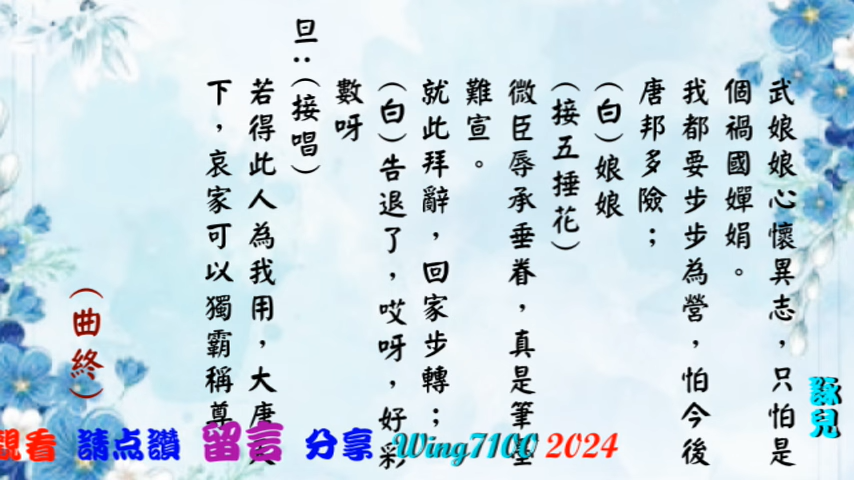 武娘娘心懷異志，只怕是
個禍國嬋娟。
我都要步步為營，怕今後
唐邦多險；
（白）娘娘
（接五捶花）
微臣辱承垂眷，真是筆墨
難宣。
就此拜辭，回家步轉；
（白）告退了，哎呀，好彩
數呀
旦：（接唱）
若得此人為我用，大唐天
下，哀家可以獨霸稱尊
（曲終）
觀看 請点讚 留言 分享 Wing7100 2024